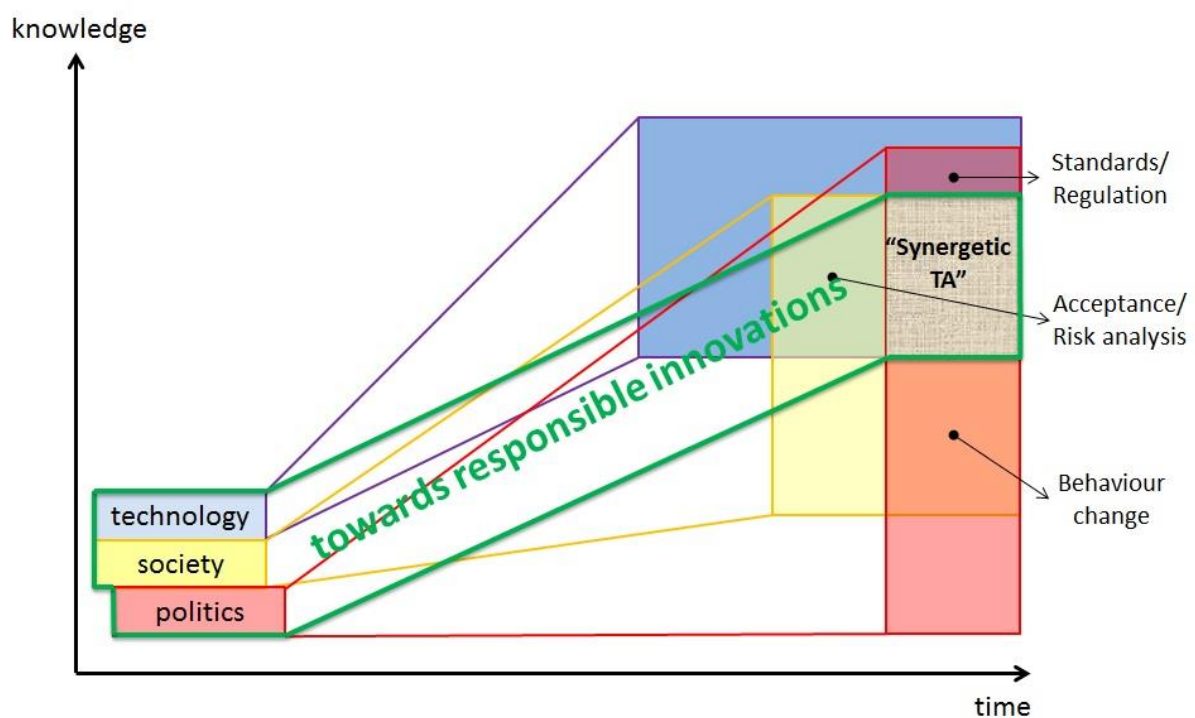 knowledge
Standards/
Regulation
“Synergetic
TA”
Acceptance/
Risk analysis
towards responsible innovations
Behaviour
change
technology
society
politics
time